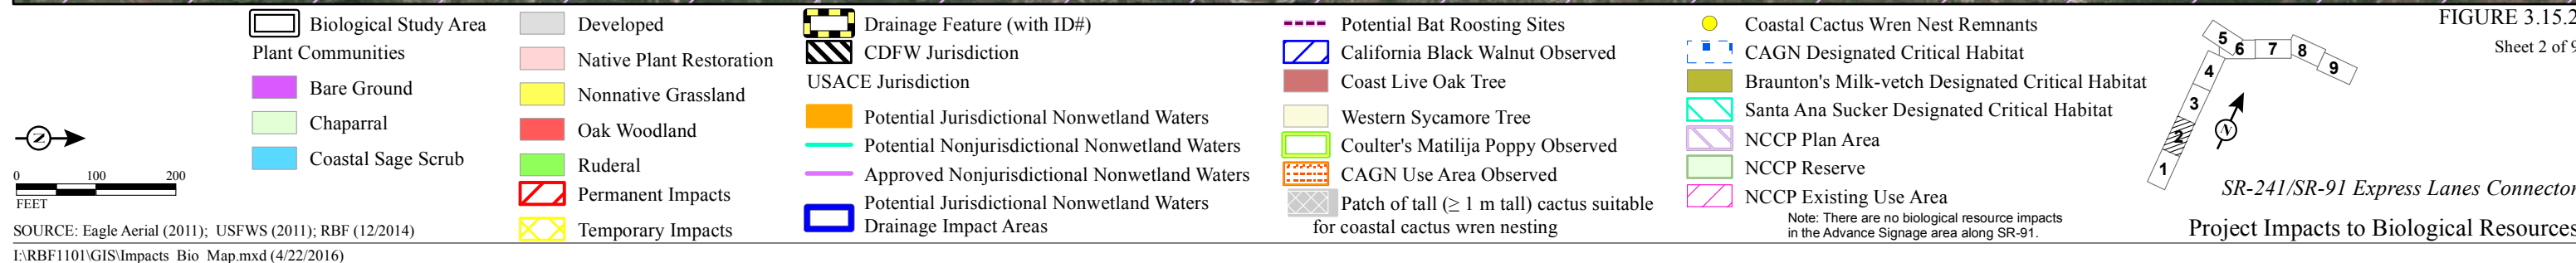 N
0 100 200
FEET
SOURCE: Eagle Aerial (2011); USFWS (2011); RBF (12/2014)
I:\RBF1101\GIS\Impacts_Bio_Map.mxd (4/22/2016)
Biological Study Area
Plant Communities
Bare Ground
Chaparral
Coastal Sage Scrub
Developed
Native Plant Restoration
Nonnative Grassland
Oak Woodland
Ruderal
Permanent Impacts
Temporary Impacts
Drainage Feature (with ID#)
CDFW Jurisdiction
USACE Jurisdiction
Potential Jurisdictional Nonwetland Waters
Potential Nonjurisdictional Nonwetland Waters
Approved Nonjurisdictional Nonwetland Waters
Potential Jurisdictional Nonwetland Waters
Drainage Impact Areas
Potential Bat Roosting Sites
California Black Walnut Observed
Coast Live Oak Tree
Western Sycamore Tree
Coulter's Matilija Poppy Observed
CAGN Use Area Observed
Patch of tall (≥ 1 m tall) cactus suitable
for coastal cactus wren nesting
Coastal Cactus Wren Nest Remnants
CAGN Designated Critical Habitat
Braunton's Milk-vetch Designated Critical Habitat
Santa Ana Sucker Designated Critical Habitat
NCCP Plan Area
NCCP Reserve
NCCP Existing Use Area
Note: There are no biological resource impacts
in the Advance Signage area along SR-91.
5
6
7
8
9
4
3
2
1
N
FIGURE 3.15.2
Sheet 2 of 9
SR-241/SR-91 Express Lanes Connector
Project Impacts to Biological Resources